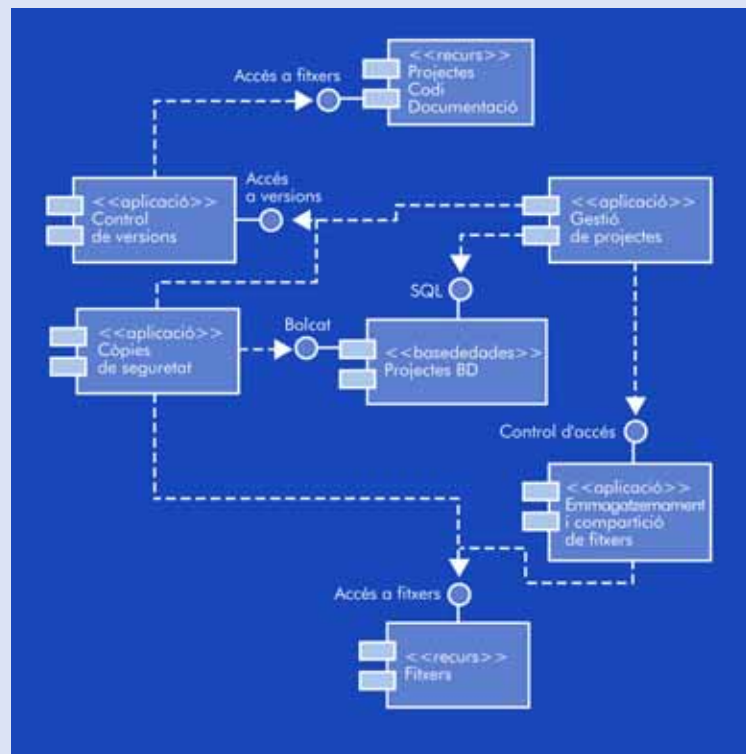 <<recurs>>
Projectes
Codi
Documentació
Accés a fitxers
<<aplicació>>
Control
de versions
Accés
a versions
<<aplicació>>
Gestió
de projectes
SQL
<<aplicació>>
Còpies
de seguretat
Bolcat
<<basededades>>
Projectes BD
Control d'accés
<<aplicació>>
Emmagatzemament
i compartició
de fitxers
Accés a fitxers
<<recurs>>
Fitxers